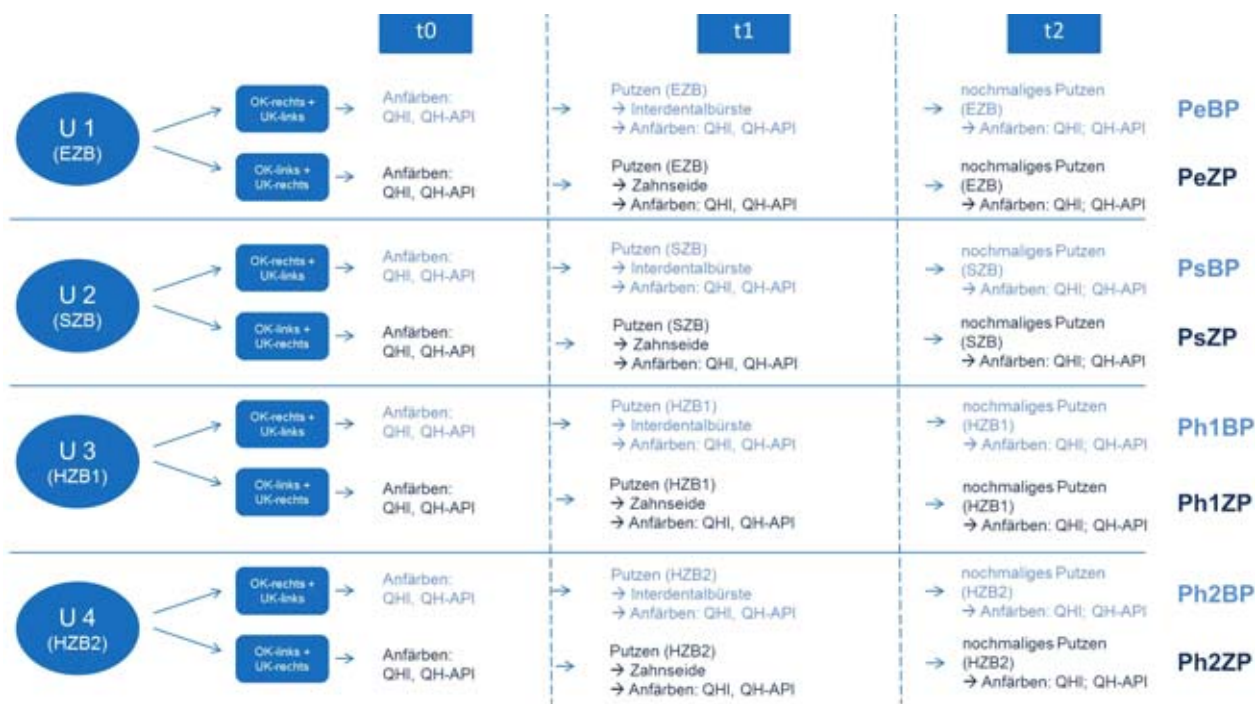 t0
t1
t2
U 1
(EZB)
OK-rechts +
UK-links
Anfärben:
QHI, QH-API
Putzen (EZB)
→ Interdentalbürste
→ Anfärben: QHI, QH-API
nochmaliges Putzen
(EZB)
→ Anfärben: QHI; QH-API
PeBP
OK-links +
UK-rechts
Anfärben:
QHI, QH-API
Putzen (EZB)
→ Zahnseide
→ Anfärben: QHI, QH-API
nochmaliges Putzen
(EZB)
→ Anfärben: QHI; QH-API
PeZP
U 2
(SZB)
OK-rechts +
UK-links
Anfärben:
QHI, QH-API
Putzen (SZB)
→ Interdentalbürste
→ Anfärben: QHI, QH-API
nochmaliges Putzen
(SZB)
→ Anfärben: QHI; QH-API
PsBP
OK-links +
UK-rechts
Anfärben:
QHI, QH-API
Putzen (SZB)
→ Zahnseide
→ Anfärben: QHI, QH-API
nochmaliges Putzen
(SZB)
→ Anfärben: QHI; QH-API
PsZP
U 3
(HZB1)
OK-rechts +
UK-links
Anfärben:
QHI, QH-API
Putzen (HZB1)
→ Interdentalbürste
→ Anfärben: QHI, QH-API
nochmaliges Putzen
(HZB1)
→ Anfärben: QHI; QH-API
Ph1BP
OK-links +
UK-rechts
Anfärben:
QHI, QH-API
Putzen (HZB1)
→ Zahnseide
→ Anfärben: QHI, QH-API
nochmaliges Putzen
(HZB1)
→ Anfärben: QHI; QH-API
Ph1ZP
U 4
(HZB2)
OK-rechts +
UK-links
Anfärben:
QHI, QH-API
Putzen (HZB2)
→ Interdentalbürste
→ Anfärben: QHI, QH-API
nochmaliges Putzen
(HZB2)
→ Anfärben: QHI; QH-API
Ph2BP
OK-links +
UK-rechts
Anfärben:
QHI, QH-API
Putzen (HZB2)
→ Zahnseide
→ Anfärben: QHI, QH-API
nochmaliges Putzen
(HZB2)
→ Anfärben: QHI; QH-API
Ph2ZP